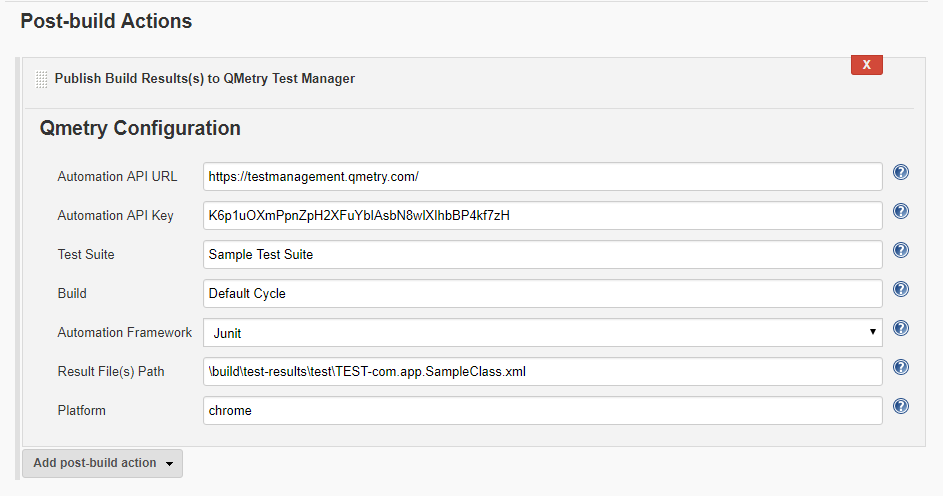 Post-build Actions
Publish Build Results(s) to QMetry Test Manager
X
Qmetry Configuration
Automation API URL https://testmanagement.qmetry.com/ ?
Automation API Key K6p1uOXmPpnZpH2XFuYbIAsbN8wIXlhbBP4kf7zH ?
Test Suite Sample Test Suite ?
Build Default Cycle ?
Automation Framework Junit ?
Result File(s) Path \build\test-results\test\TEST-com.app.SampleClass.xml ?
Platform chrome ?
Add post-build action